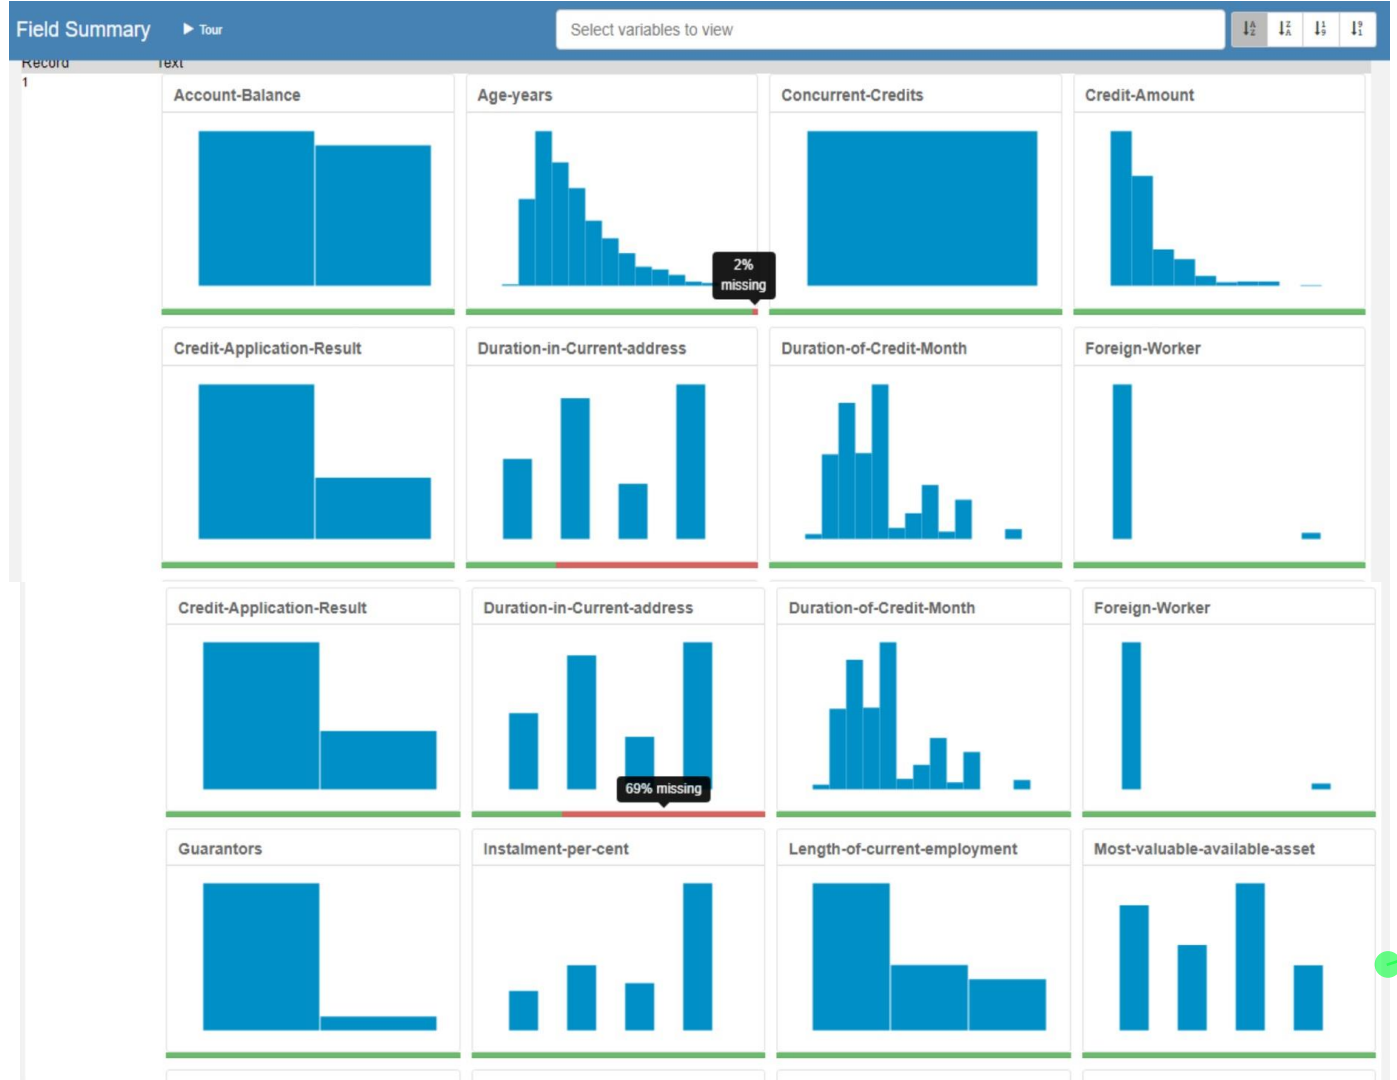 Field Summary
Tour
Select variables to view
Record Text
1
Account-Balance
Age-years
Concurrent-Credits
Credit-Amount
2%
missing
Credit-Application-Result
Duration-in-Current-address
Duration-of-Credit-Month
Foreign-Worker
Credit-Application-Result
Duration-in-Current-address
Duration-of-Credit-Month
Foreign-Worker
69% missing
Guarantors
Instalment-per-cent
Length-of-current-employment
Most-valuable-available-asset